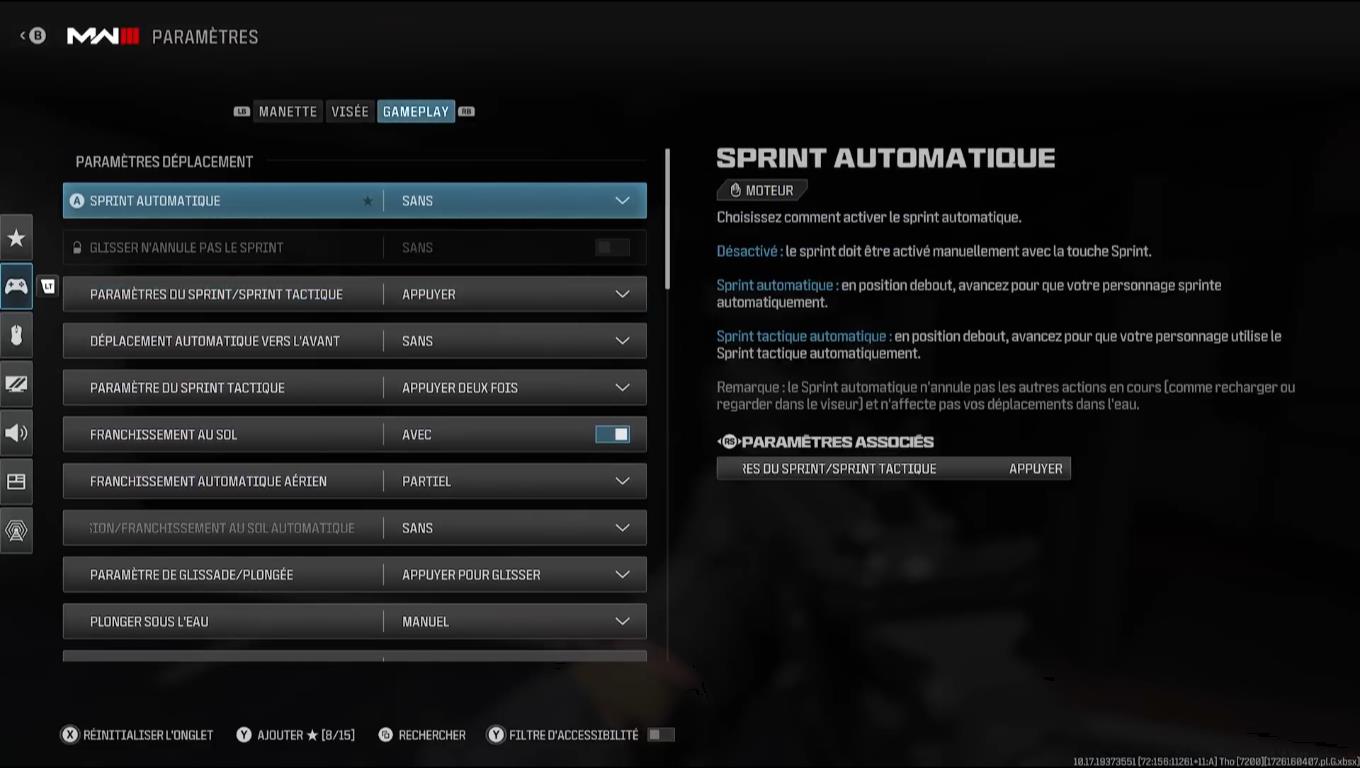 B
MWIII PARAMÈTRES
LB MANETTE VISÉE GAMEPLAY RB
PARAMÈTRES DÉPLACEMENT
A SPRINT AUTOMATIQUE SANS
GLISSER N'ANNULE PAS LE SPRINT SANS
PARAMÈTRES DU SPRINT/SPRINT TACTIQUE APPUYER
LT
DÉPLACEMENT AUTOMATIQUE VERS L'AVANT SANS
PARAMÈTRE DU SPRINT TACTIQUE APPUYER DEUX FOIS
FRANCHISSEMENT AU SOL AVEC
FRANCHISSEMENT AUTOMATIQUE AÉRIEN PARTIEL
SION/FRANCHISSEMENT AU SOL AUTOMATIQUE SANS
PARAMÈTRE DE GLISSADE/PLONGÉE APPUYER POUR GLISSER
PLONGER SOUS L'EAU MANUEL
SPRINT AUTOMATIQUE
MOTEUR
Choisissez comment activer le sprint automatique.
Désactivé : le sprint doit être activé manuellement avec la touche Sprint.
Sprint automatique : en position debout, avancez pour que votre personnage sprinte
automatiquement.
Sprint tactique automatique : en position debout, avancez pour que votre personnage utilise le
Sprint tactique automatiquement.
Remarque : le Sprint automatique n'annule pas les autres actions en cours (comme recharger ou
regarder dans le viseur) et n'affecte pas vos déplacements dans l'eau.
RS PARAMÈTRES ASSOCIÉS
RES DU SPRINT/SPRINT TACTIQUE APPUYER
X RÉINITIALISER L'ONGLET Y AJOUTER ★ [8/15] RECHERCHER Y FILTRE D'ACCESSIBILITÉ
10.17.19373551 [72:156:11261+11:A] Tho [7200][1726160407.pl.G.xbsx]